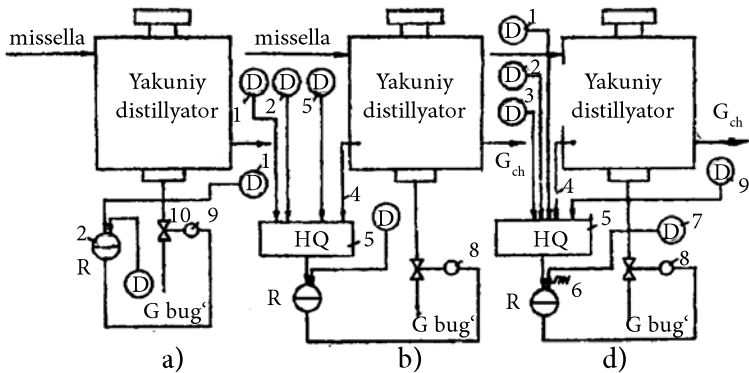 missella
Yakuniy
distillyator
1
D 1
2
R
D
10 9
G bug‘
a)
missella
D D D
2 5
Yakuniy
distillyator
G ch
4
HQ
5
D
R
8
G bug‘
b)
D 1
D 2
D 3
Yakuniy
distillyator
G ch
4
D 9
HQ
5
D 7
6
R
8
G bug‘
d)